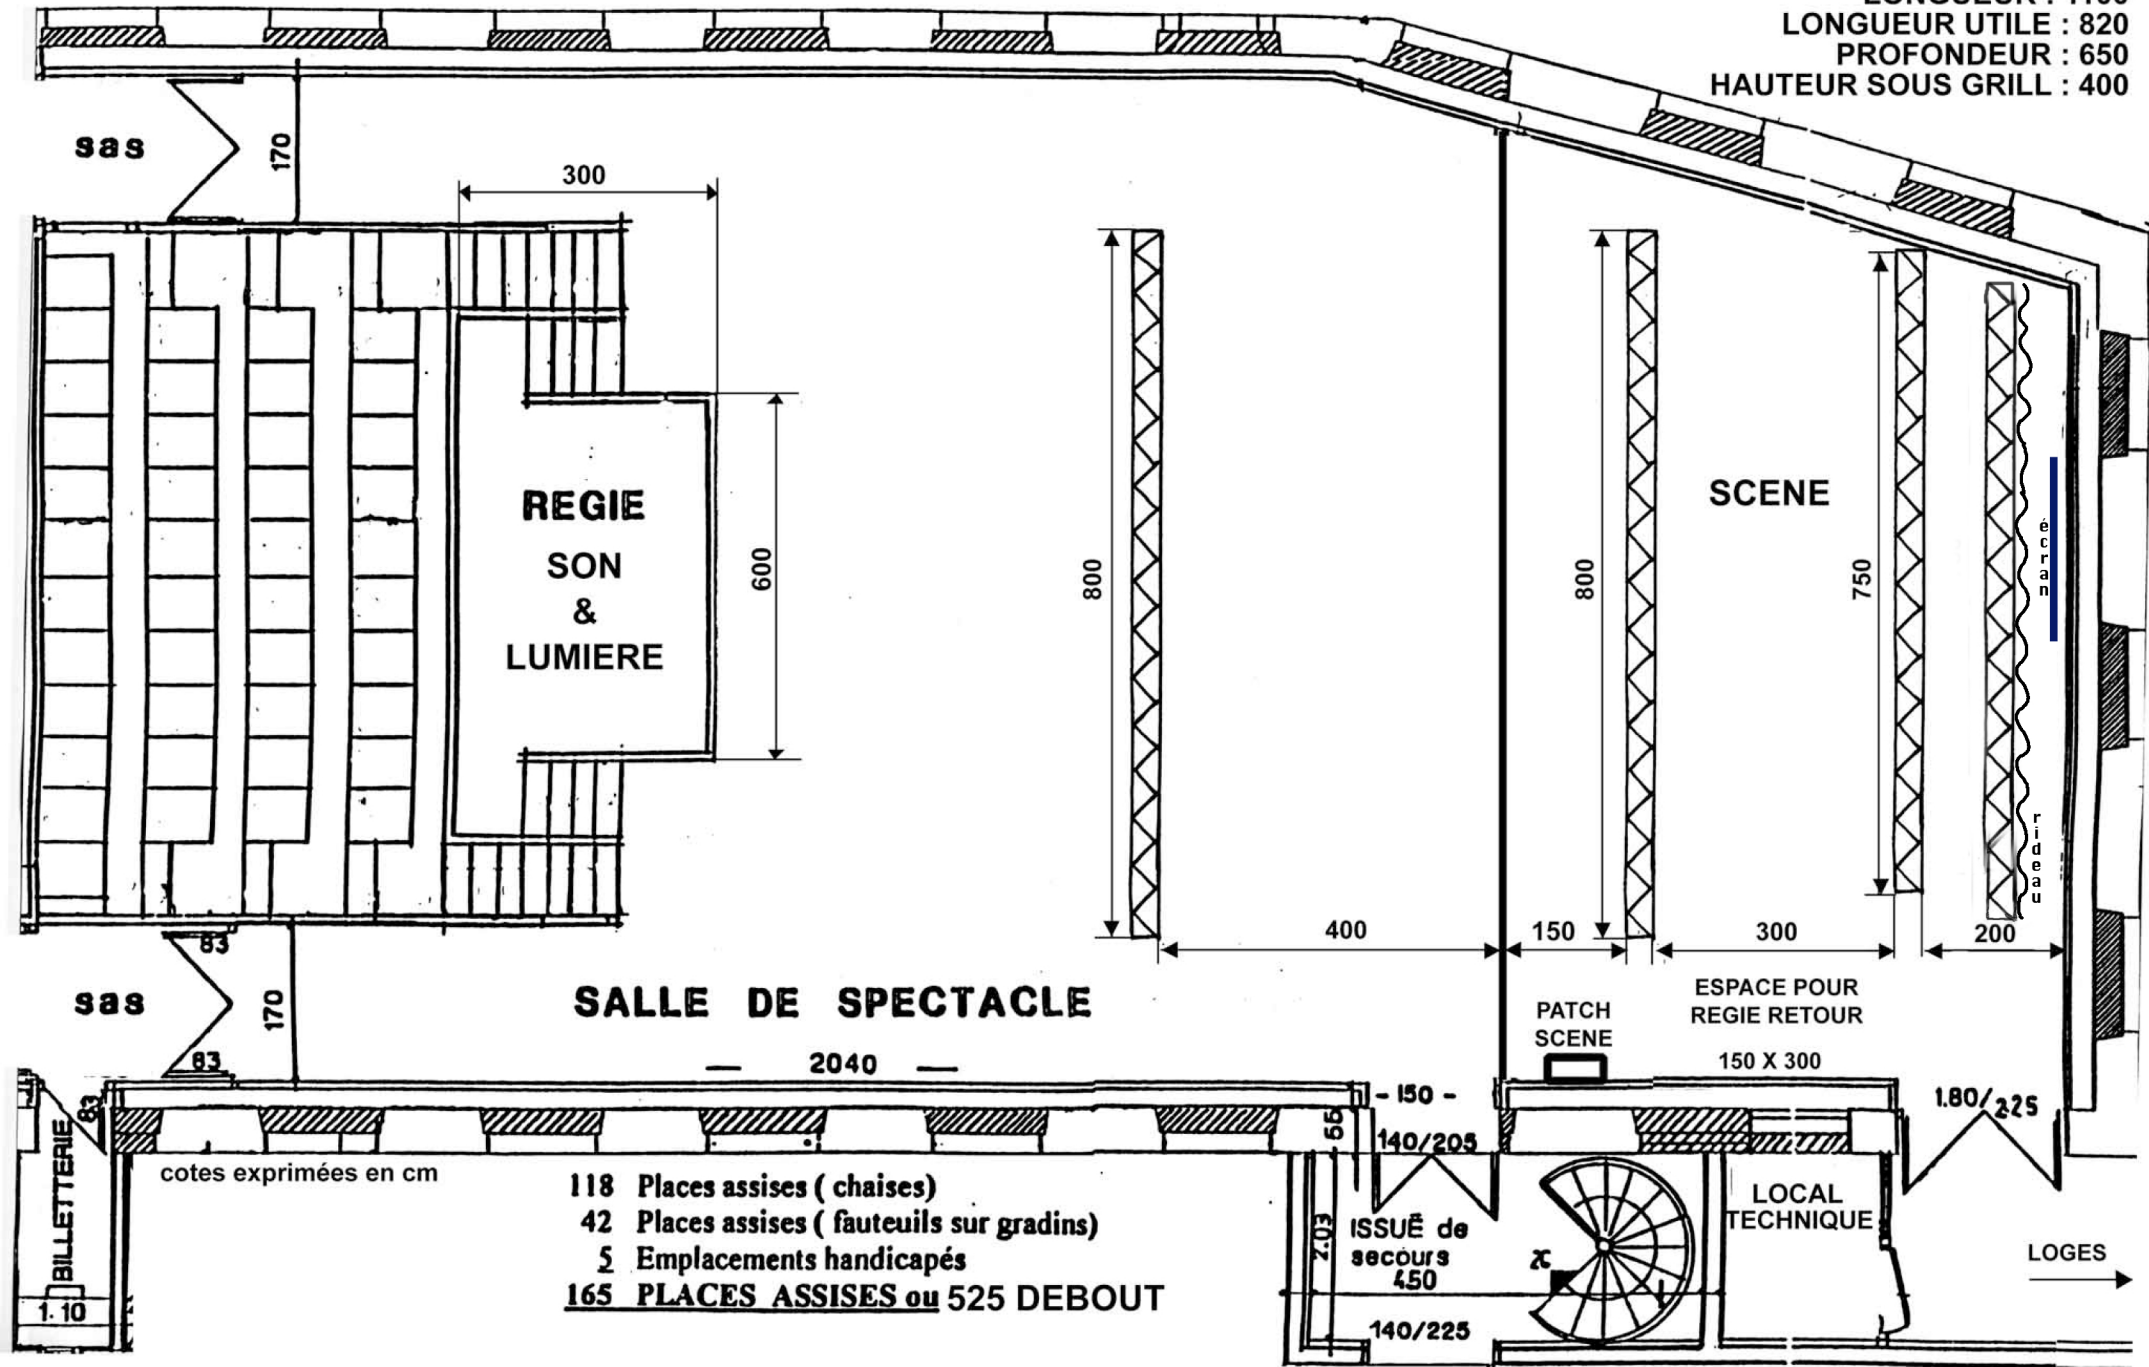 LONGUEUR UTILE : 820
PROFONDEUR : 650
HAUTEUR SOUS GRILL : 400
sas
170
300
REGIE
SON
&
LUMIERE
600
800
800
SCENE
750
écran
rideau
400
150
300
200
83
sas
170
83
SALLE DE SPECTACLE
2040
PATCH
SCENE
ESPACE POUR
REGIE RETOUR
150 X 300
- 150 -
1.80/225
83
BILLETTERIE
1.10
cotes exprimées en cm
55
140/205
118 Places assises ( chaises)
42 Places assises ( fauteuils sur gradins)
5 Emplacements handicapés
165 PLACES ASSISES ou 525 DEBOUT
2.03
ISSUE de
secours
450
140/225
LOCAL
TECHNIQUE
LOGES